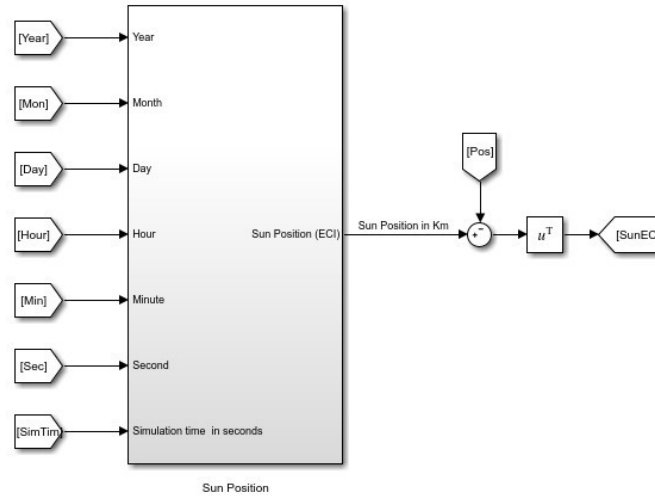 [Year]
Year
[Mon]
Month
[Day]
Day
[Pos]
[Hour]
Hour
Sun Position (ECI)
Sun Position in Km
+
−
u^T
[SunEC
[Min]
Minute
[Sec]
Second
[SimTim
Simulation time in seconds
Sun Position